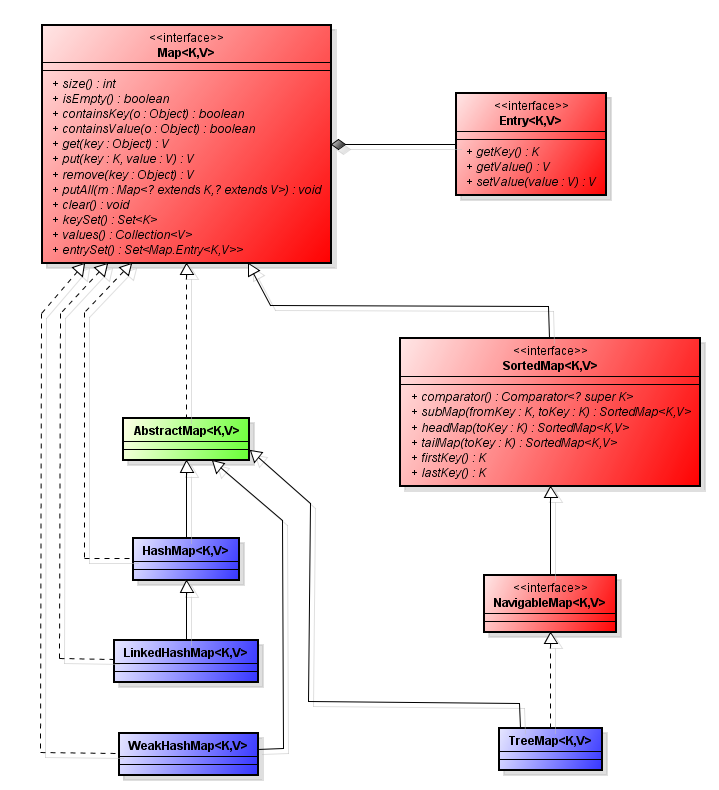 <<interface>>
Map<K,V>
+ size() : int
+ isEmpty() : boolean
+ containsKey(o : Object) : boolean
+ containsValue(o : Object) : boolean
+ get(key : Object) : V
+ put(key : K, value : V) : V
+ remove(key : Object) : V
+ putAll(m : Map<? extends K,? extends V>) : void
+ clear() : void
+ keySet() : Set<K>
+ values() : Collection<V>
+ entrySet() : Set<Map.Entry<K,V>>
<<interface>>
Entry<K,V>
+ getKey() : K
+ getValue() : V
+ setValue(value : V) : V
<<interface>>
SortedMap<K,V>
+ comparator() : Comparator<? super K>
+ subMap(fromKey : K, toKey : K) : SortedMap<K,V>
+ headMap(toKey : K) : SortedMap<K,V>
+ tailMap(toKey : K) : SortedMap<K,V>
+ firstKey() : K
+ lastKey() : K
AbstractMap<K,V>
HashMap<K,V>
<<interface>>
NavigableMap<K,V>
LinkedHashMap<K,V>
WeakHashMap<K,V>
TreeMap<K,V>